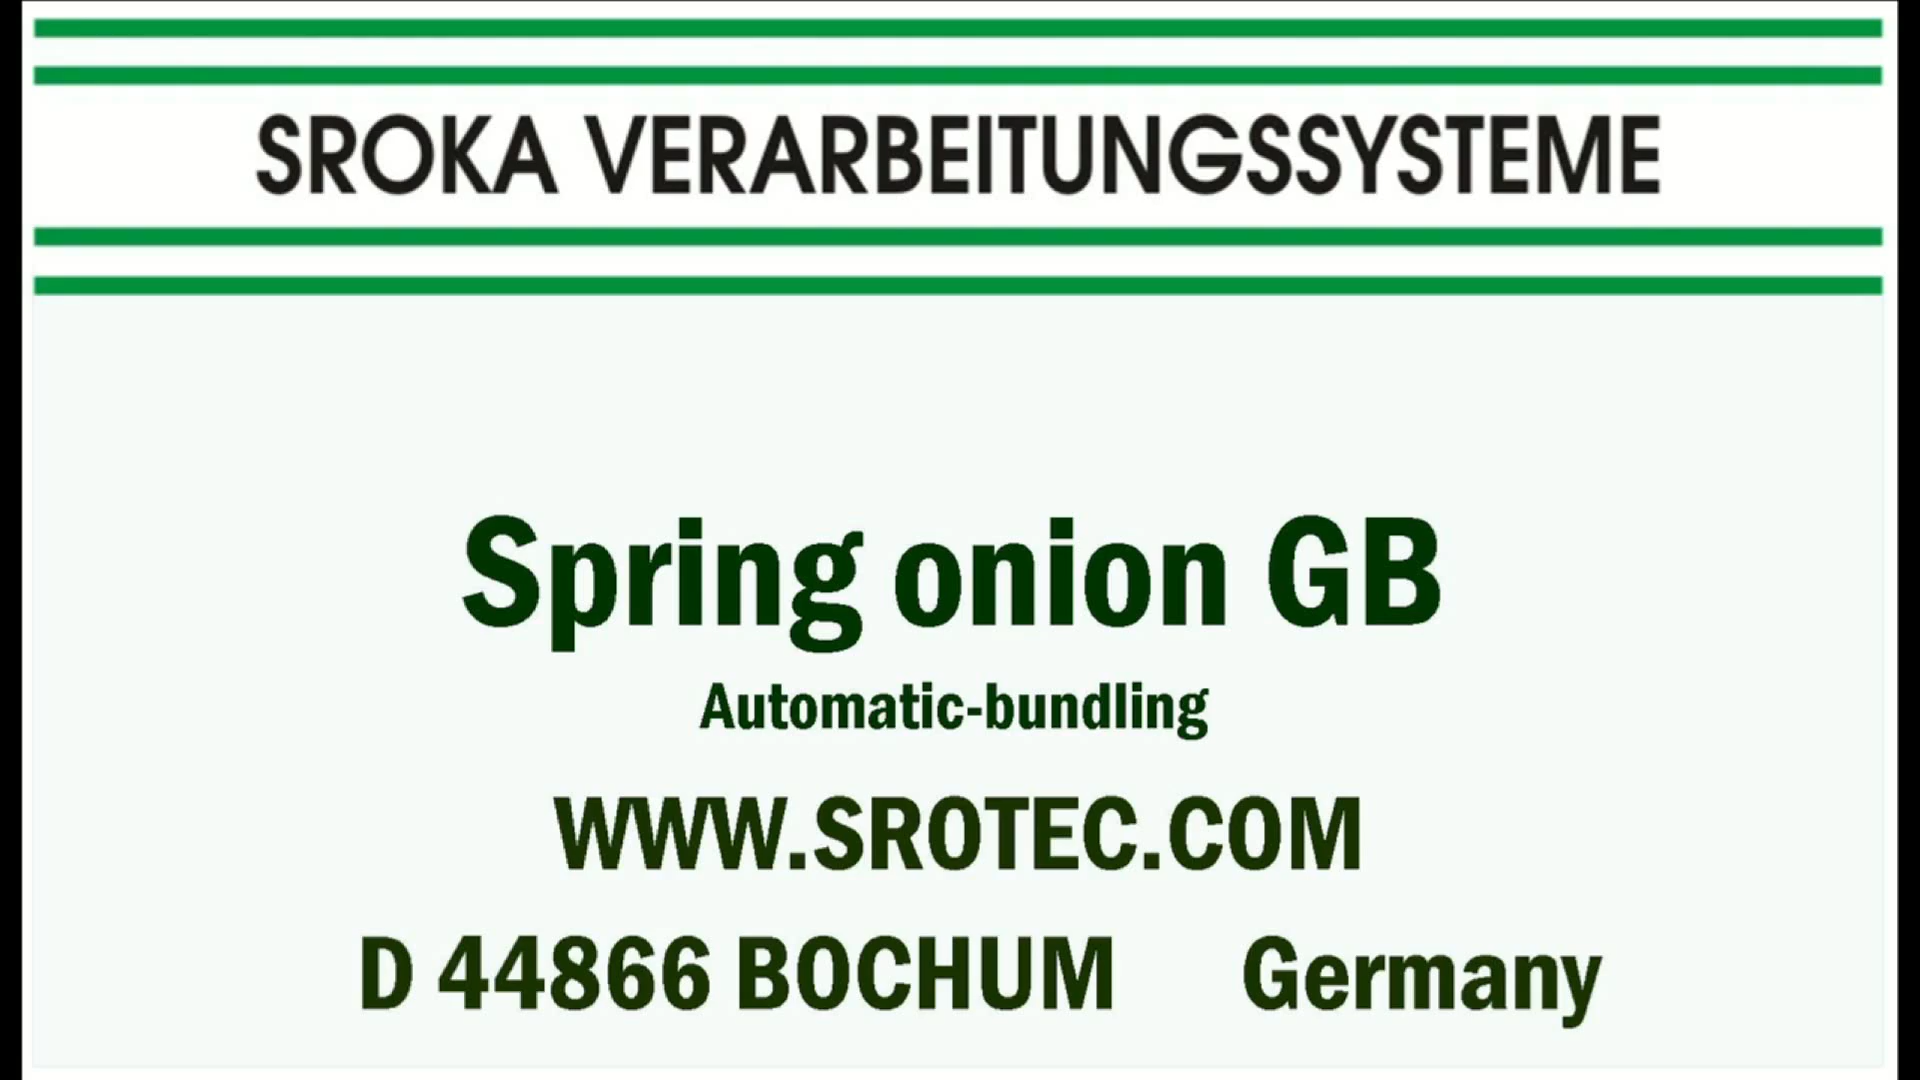 SROKA VERARBEITUNGSSYSTEME
Spring onion GB
Automatic-bundling
WWW.SROTEC.COM
D 44866 BOCHUM Germany